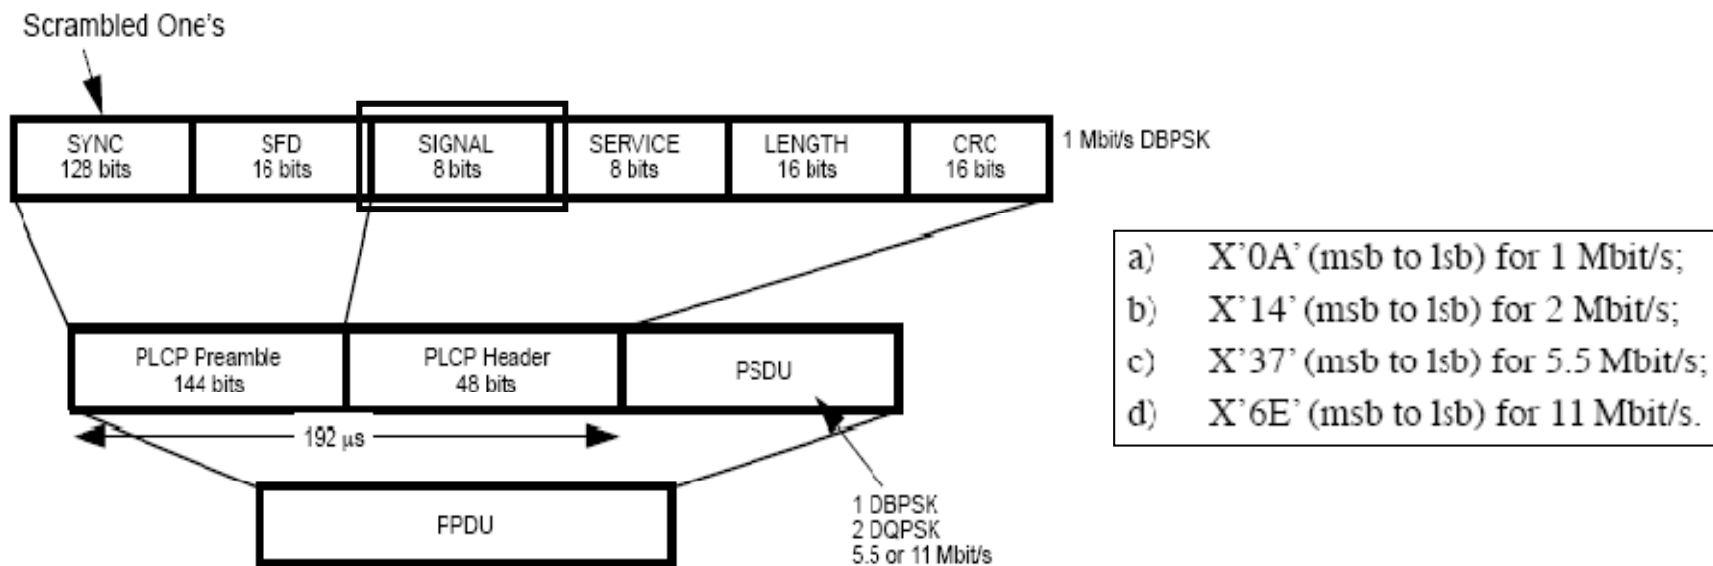 Scrambled One's
SYNC
128 bits
SFD
16 bits
SIGNAL
8 bits
SERVICE
8 bits
LENGTH
16 bits
CRC
16 bits
1 Mbit/s DBPSK
PLCP Preamble
144 bits
PLCP Header
48 bits
PSDU
192 μs
PPDU
1 DBPSK
2 DQPSK
5.5 or 11 Mbit/s
a) X'0A' (msb to lsb) for 1 Mbit/s;
b) X'14' (msb to lsb) for 2 Mbit/s;
c) X'37' (msb to lsb) for 5.5 Mbit/s;
d) X'6E' (msb to lsb) for 11 Mbit/s.